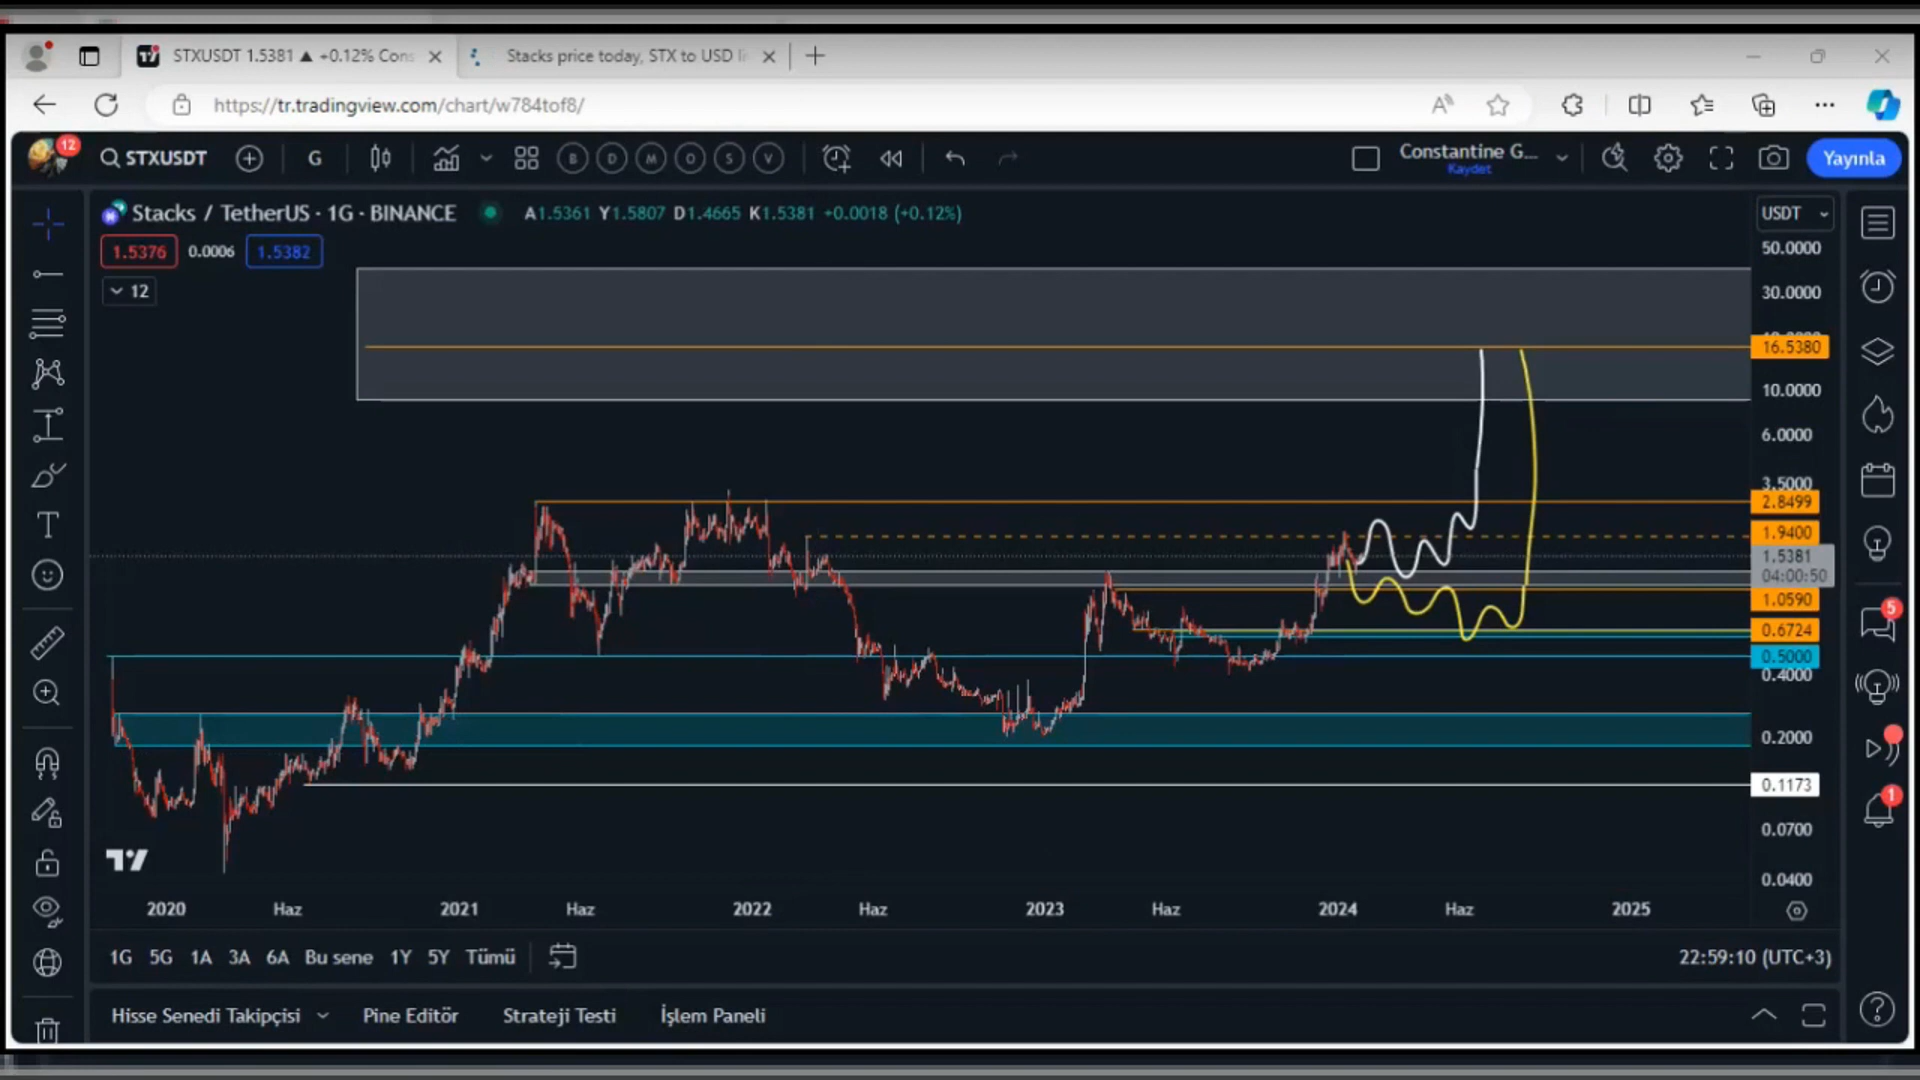 STXUSDT 1.5381 ▲ +0.12% Cons
Stacks price today, STX to USD li
https://tr.tradingview.com/chart/w784tof8/
12
STXUSDT
G
B D M O S V
Constantine G...
Kaydet
Yayınla
Stacks / TetherUS · 1G · BINANCE
A1.5361 Y1.5807 D1.4665 K1.5381 +0.0018 (+0.12%)
USDT
1.5376 0.0006 1.5382
12
50.0000
30.0000
16.5380
10.0000
6.0000
3.5000
2.8499
1.9400
1.5381
04:00:50
1.0590
0.6724
0.5000
0.4000
0.2000
0.1173
0.0700
0.0400
5
1
2020 Haz 2021 Haz 2022 Haz 2023 Haz 2024 Haz 2025
1G 5G 1A 3A 6A Bu sene 1Y 5Y Tümü
22:59:10 (UTC+3)
Hisse Senedi Takipçisi Pine Editör Strateji Testi İşlem Paneli